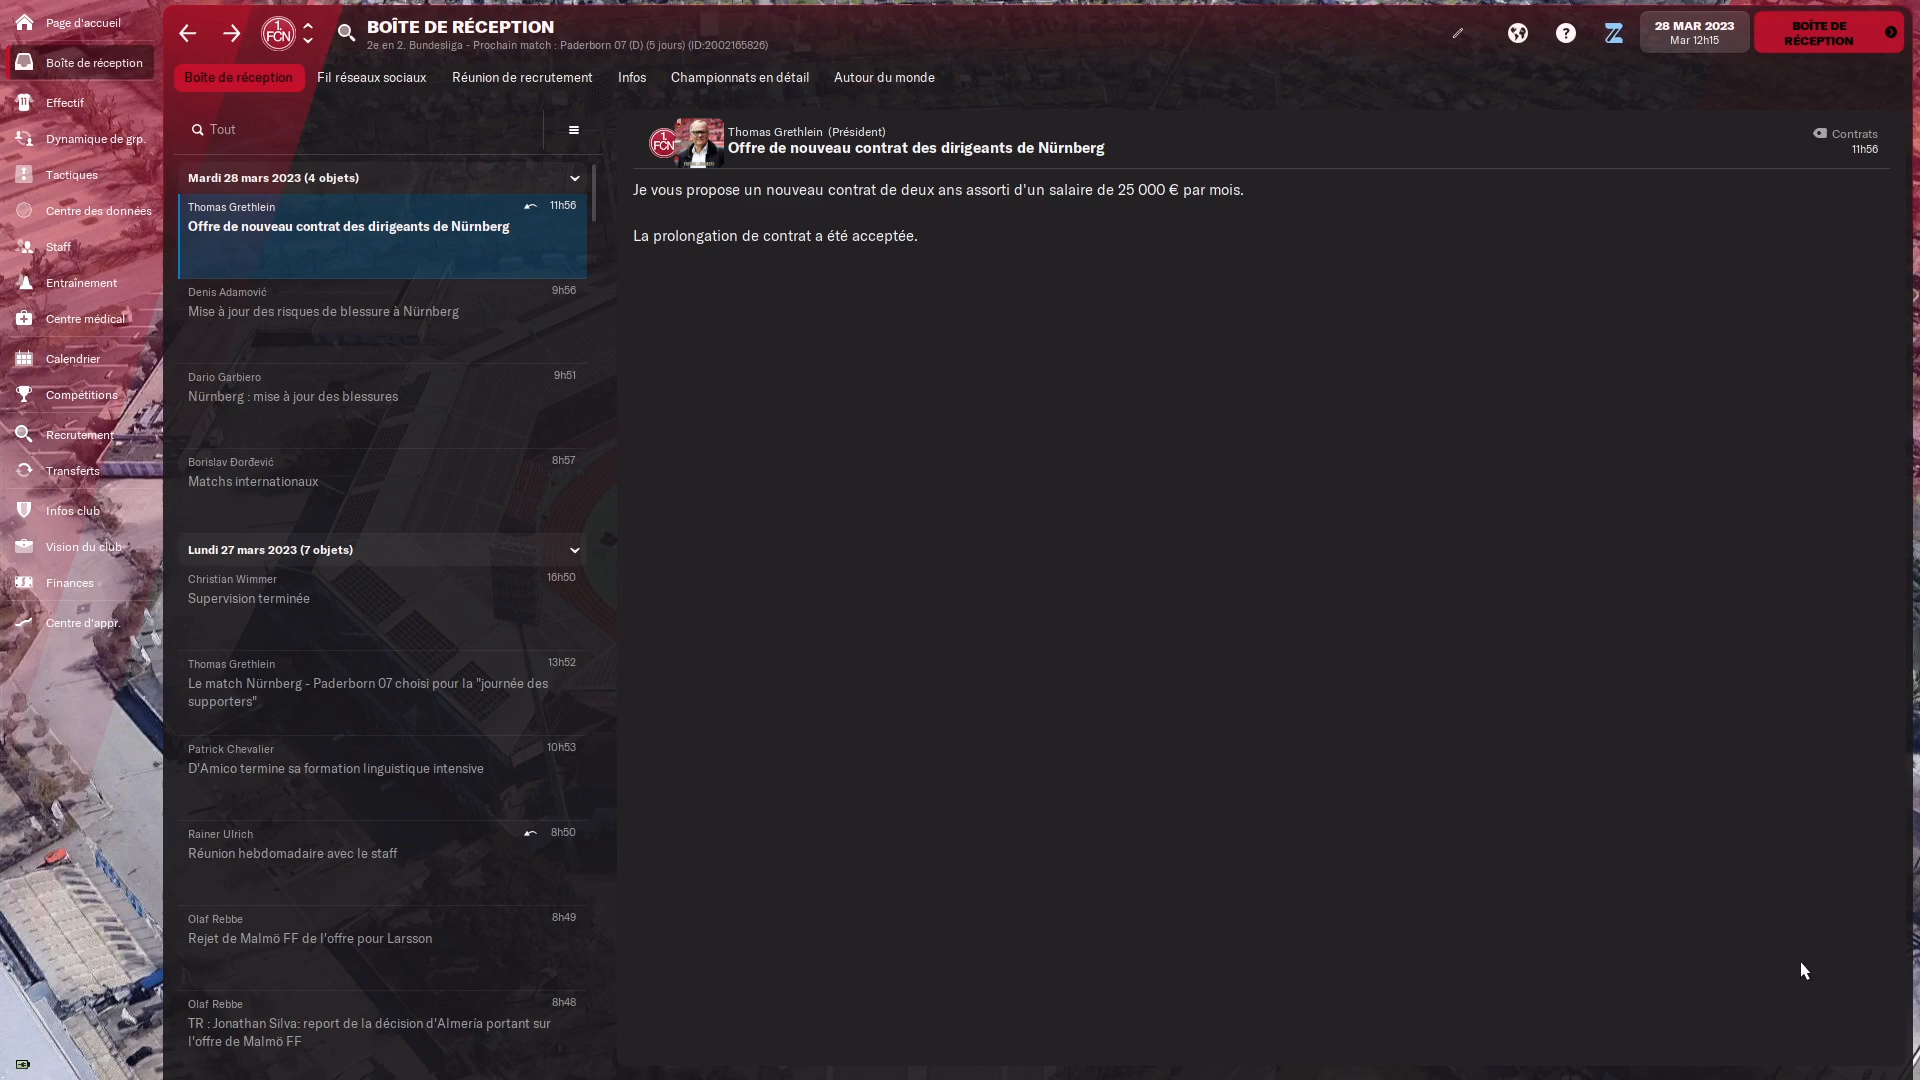 Page d'accueil
Boîte de réception
Effectif
Dynamique de grp.
Tactiques
Centre des données
Staff
Entraînement
Centre médical
Calendrier
Compétitions
Recrutement
Transferts
Infos club
Vision du club
Finances
Centre d'appr.
1. FCN
BOÎTE DE RÉCEPTION
2e en 2. Bundesliga - Prochain match : Paderborn 07 (D) (5 jours) (ID:2002165826)
28 MAR 2023
Mar 12h15
BOÎTE DE
RÉCEPTION
Boîte de réception Fil réseaux sociaux Réunion de recrutement Infos Championnats en détail Autour du monde
Tout
Mardi 28 mars 2023 (4 objets)
Thomas Grethlein 11h56
Offre de nouveau contrat des dirigeants de Nürnberg
Denis Adamović 9h56
Mise à jour des risques de blessure à Nürnberg
Dario Garbiero 9h51
Nürnberg : mise à jour des blessures
Borislav Đorđević 8h57
Matchs internationaux
Lundi 27 mars 2023 (7 objets)
Christian Wimmer 16h50
Supervision terminée
Thomas Grethlein 13h52
Le match Nürnberg - Paderborn 07 choisi pour la "journée des
supporters"
Patrick Chevalier 10h53
D'Amico termine sa formation linguistique intensive
Rainer Ulrich 8h50
Réunion hebdomadaire avec le staff
Olaf Rebbe 8h49
Rejet de Malmö FF de l'offre pour Larsson
Olaf Rebbe 8h48
TR : Jonathan Silva: report de la décision d'Almería portant sur
l'offre de Malmö FF
1. FCN
Thomas Grethlein (Président)
Offre de nouveau contrat des dirigeants de Nürnberg
Contrats
11h56
Je vous propose un nouveau contrat de deux ans assorti d'un salaire de 25 000 € par mois.
La prolongation de contrat a été acceptée.